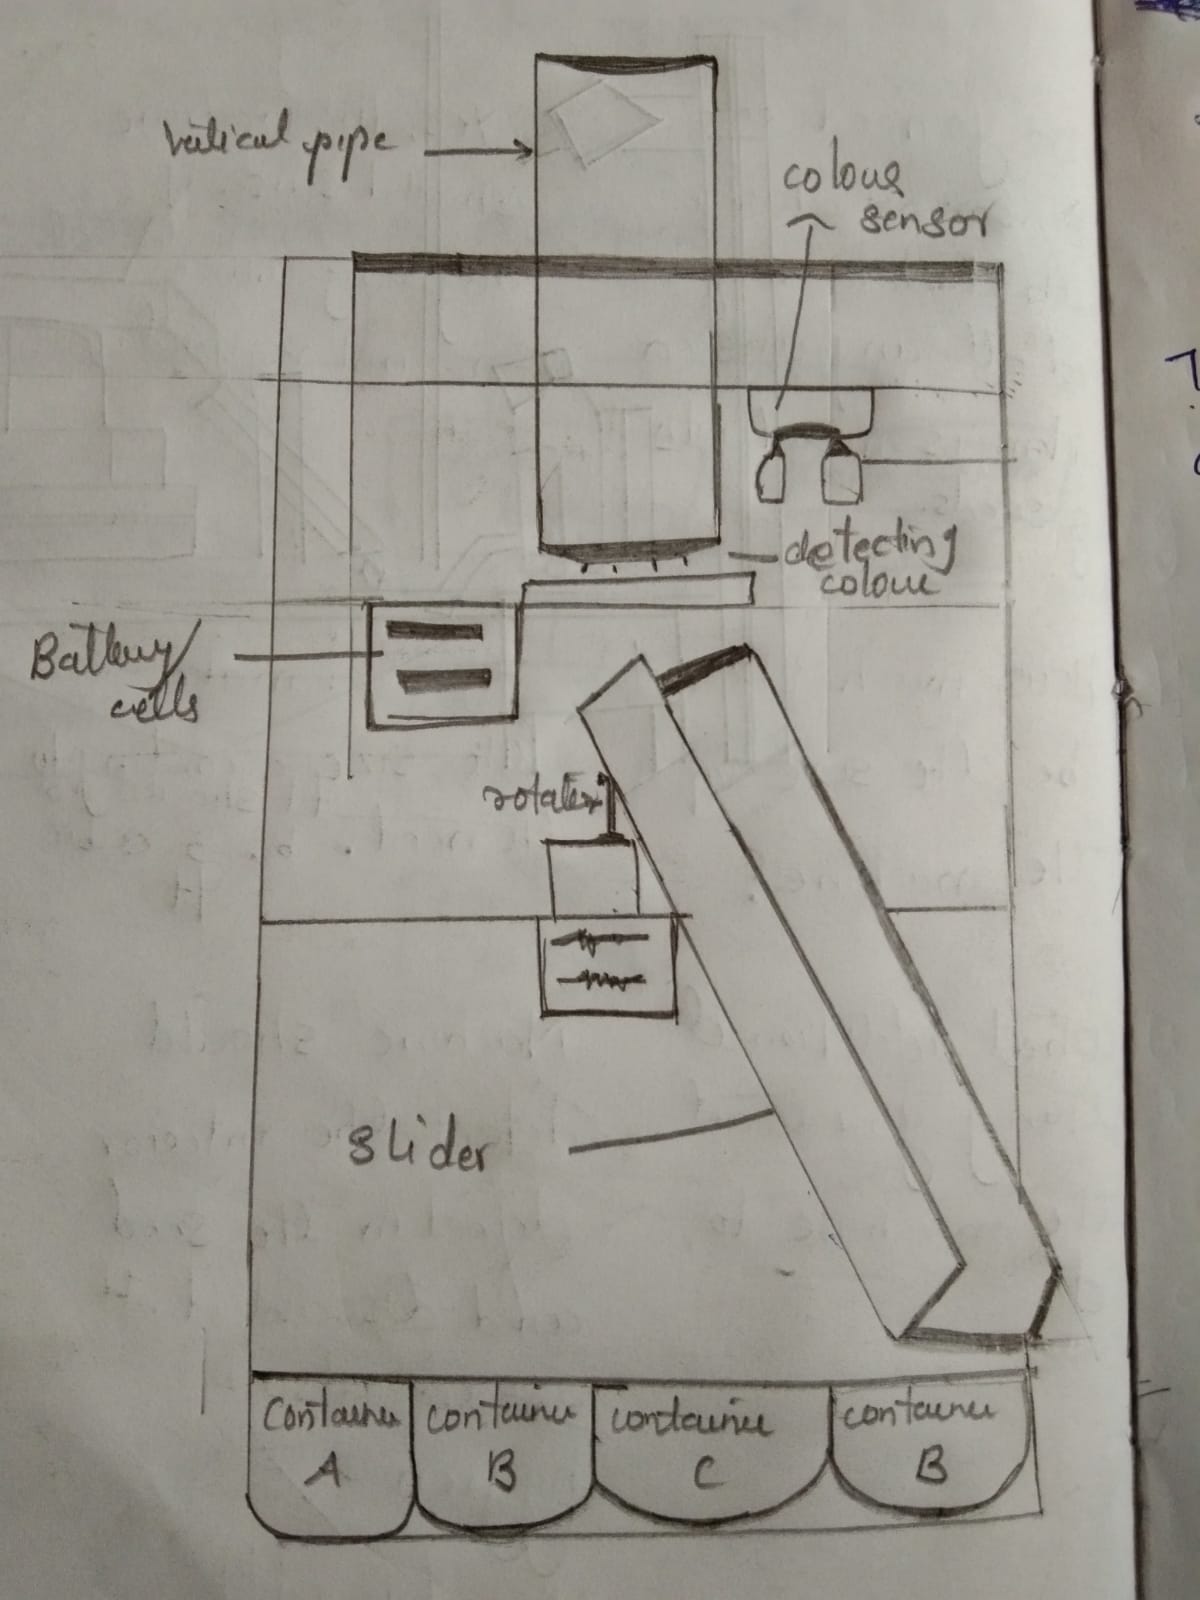 vertical pipe
colour
sensor
detecting
colour
Battery
cells
rotater
slider
container
A
container
B
container
C
container
B